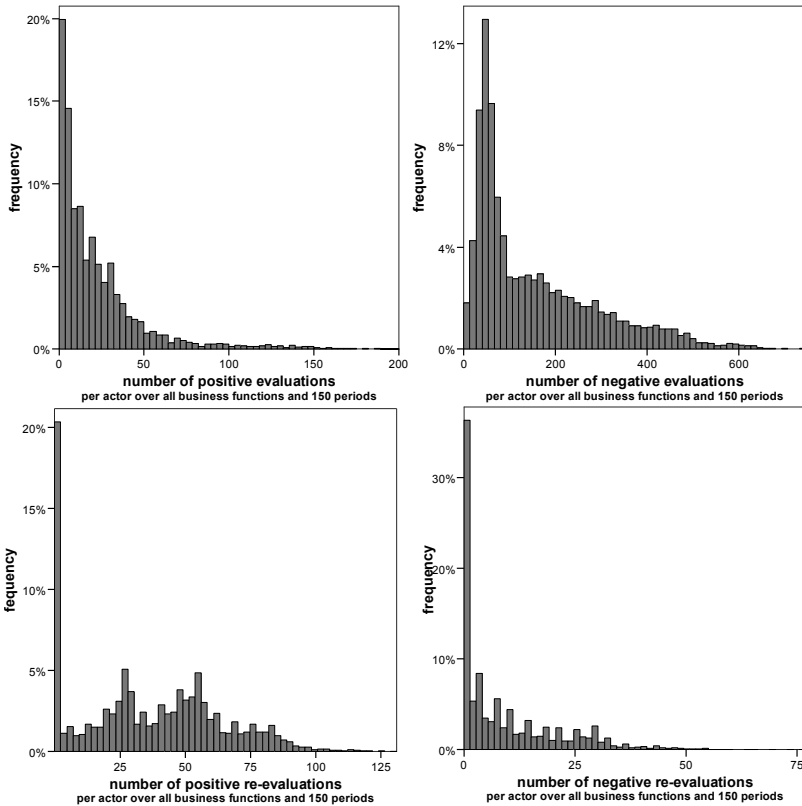 20%
15%
10%
5%
0%
frequency
0 50 100 150 200
number of positive evaluations
per actor over all business functions and 150 periods
12%
8%
4%
0%
frequency
0 200 400 600
number of negative evaluations
per actor over all business functions and 150 periods
20%
15%
10%
5%
0%
fequency
25 50 75 100 125
number of positive re-evaluations
per actor over all business functions and 150 periods
30%
20%
10%
0%
frequency
0 25 50 75
number of negative re-evaluations
per actor over all business functions and 150 periods